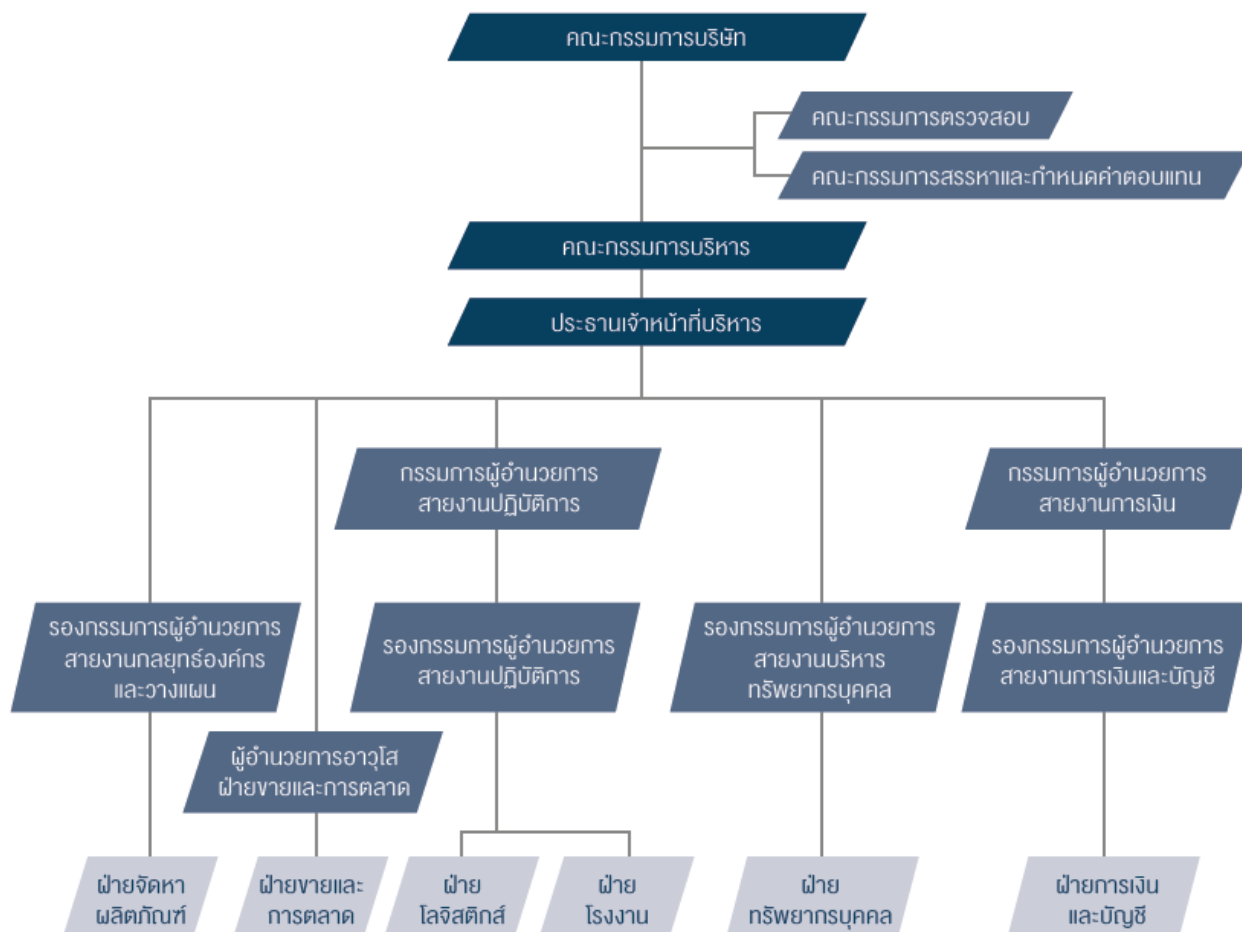 คณะกรรมการบริษัท
คณะกรรมการตรวจสอบ
คณะกรรมการสรรหาและกำหนดค่าตอบแทน
คณะกรรมการบริหาร
ประธานเจ้าหน้าที่บริหาร
กรรมการผู้อำนวยการ
สายงานปฏิบัติการ
กรรมการผู้อำนวยการ
สายงานการเงิน
รองกรรมการผู้อำนวยการ
สายงานกลยุทธ์องค์กร
และวางแผน
รองกรรมการผู้อำนวยการ
สายงานปฏิบัติการ
รองกรรมการผู้อำนวยการ
สายงานบริหาร
ทรัพยากรบุคคล
รองกรรมการผู้อำนวยการ
สายงานการเงินและบัญชี
ผู้อำนวยการอาวุโส
ฝ่ายขายและการตลาด
ฝ่ายจัดหา
ผลิตภัณฑ์
ฝ่ายขายและ
การตลาด
ฝ่าย
โลจิสติกส์
ฝ่าย
โรงงาน
ฝ่าย
ทรัพยากรบุคคล
ฝ่ายการเงิน
และบัญชี